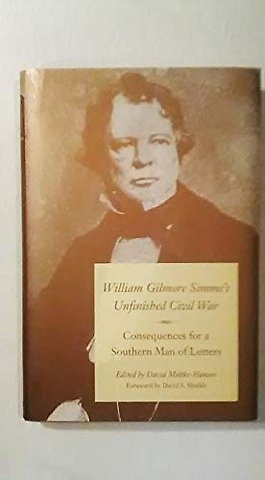 William Gilmore Simms's
Unfinished Civil War
Consequences for a
Southern Man of Letters
Edited by David Moltke-Hansen
Foreword by David S. Shields